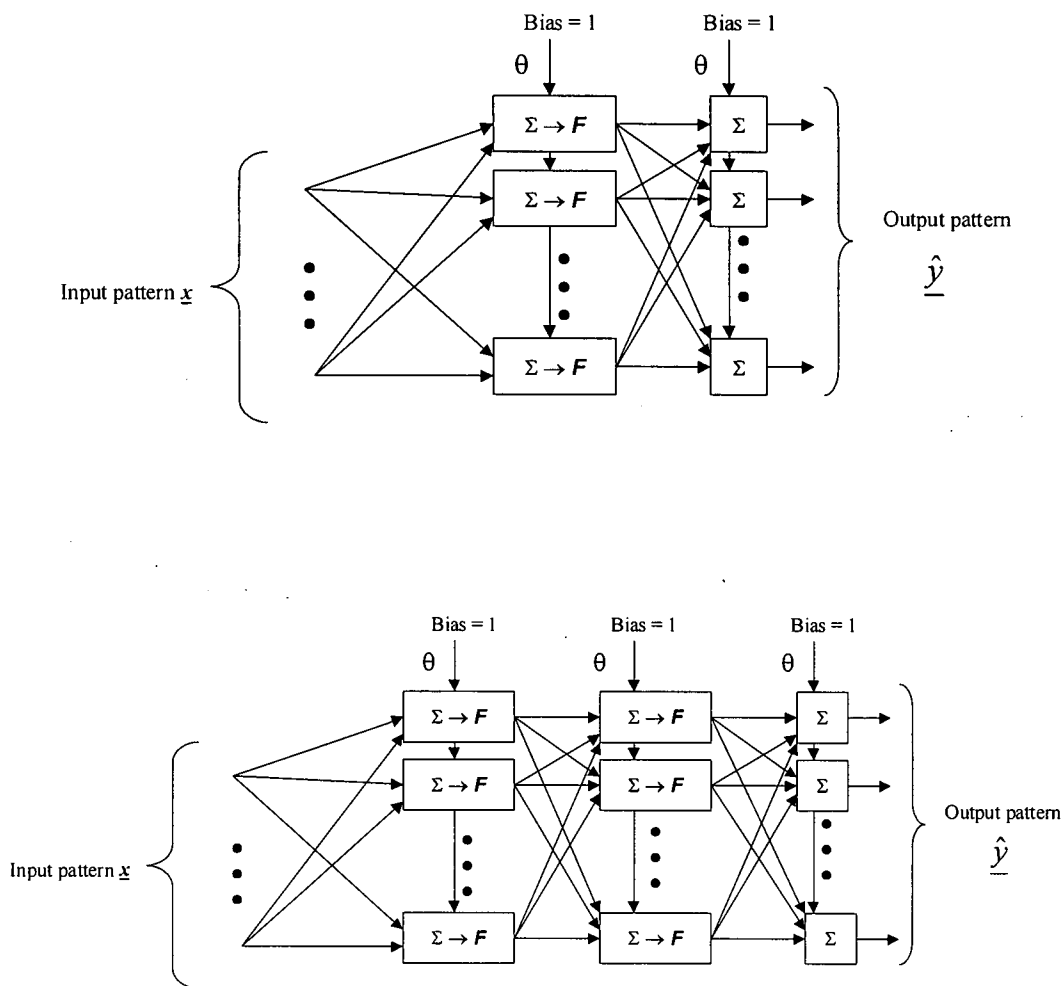 Bias = 1 Bias = 1
θ θ
Σ → F Σ
Σ → F Σ
Output pattern
ŷ
Input pattern x
Σ → F Σ
Bias = 1 Bias = 1 Bias = 1
θ θ θ
Σ → F Σ → F Σ
Σ → F Σ → F Σ
Output pattern
ŷ
Input pattern x
Σ → F Σ → F Σ